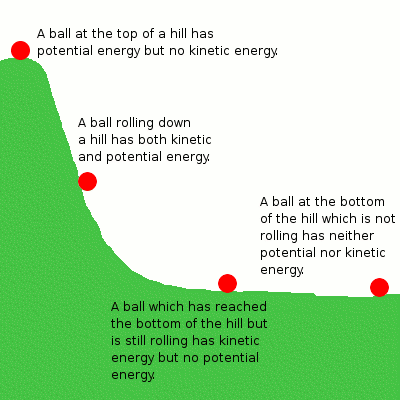 A ball at the top of a hill has
potential energy but no kinetic energy.
A ball rolling down
a hill has both kinetic
and potential energy.
A ball at the bottom
of the hill which is not
rolling has neither
potential nor kinetic
energy.
A ball which has reached
the bottom of the hill but
is still rolling has kinetic
energy but no potential
energy.